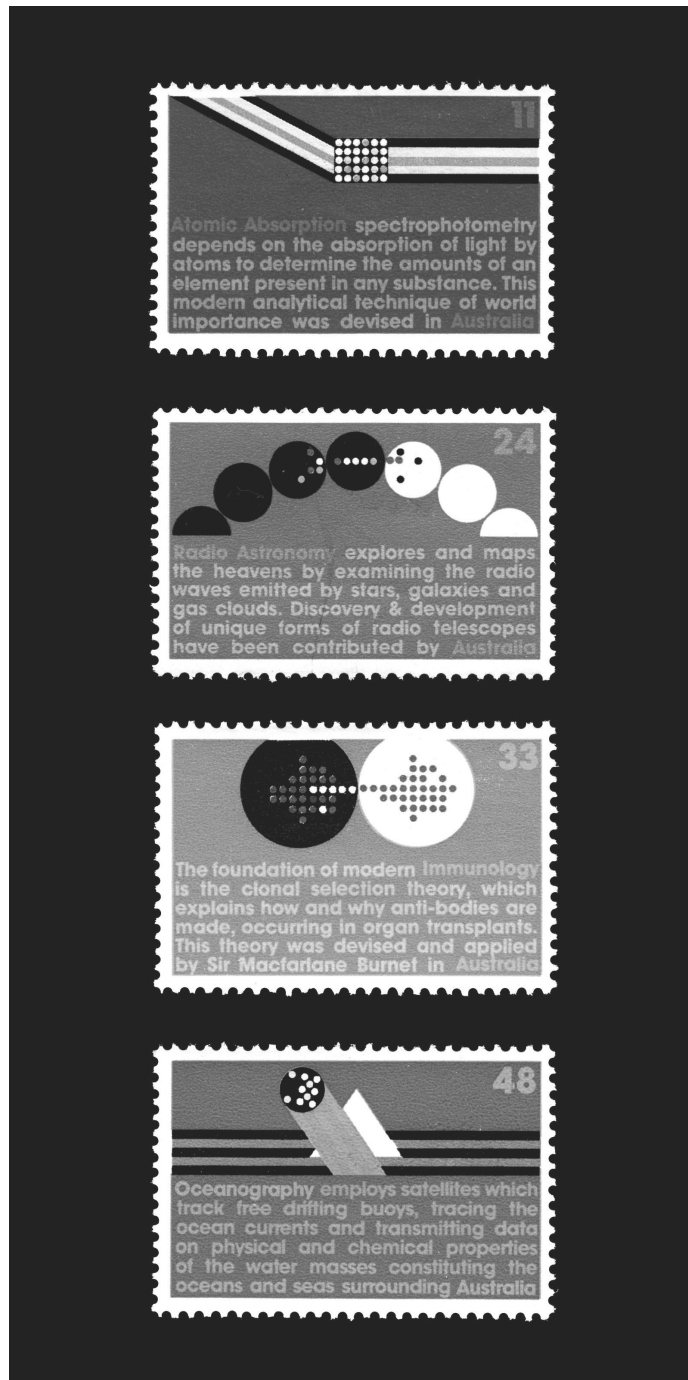 11
Atomic Absorption spectrophotometry
depends on the absorption of light by
atoms to determine the amounts of an
element present in any substance. This
modern analytical technique of world
importance was devised in Australia
24
Radio Astronomy explores and maps
the heavens by examining the radio
waves emitted by stars, galaxies and
gas clouds. Discovery & development
of unique forms of radio telescopes
have been contributed by Australia
33
The foundation of modern Immunology
is the clonal selection theory, which
explains how and why anti-bodies are
made, occurring in organ transplants.
This theory was devised and applied
by Sir Macfarlane Burnet in Australia
48
Oceanography employs satellites which
track free drifting buoys, tracing the
ocean currents and transmitting data
on physical and chemical properties
of the water masses constituting the
oceans and seas surrounding Australia